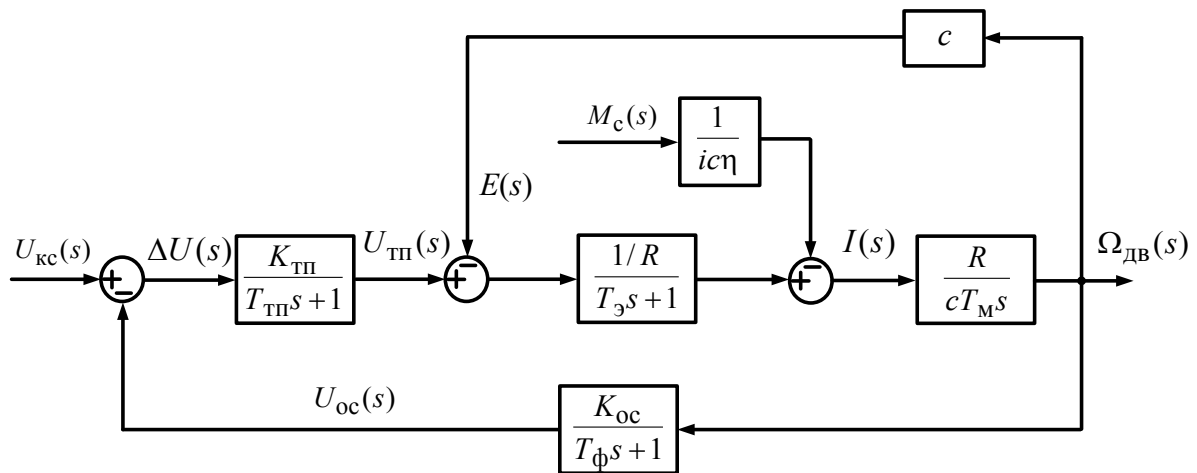 c
M_c(s)
1
icη
E(s)
U_кс(s)
ΔU(s)
K_тп
T_тп s + 1
U_тп(s)
1 / R
T_э s + 1
I(s)
R
cT_м s
Ω_дв(s)
+
−
+
−
+
−
U_ос(s)
K_ос
T_ф s + 1